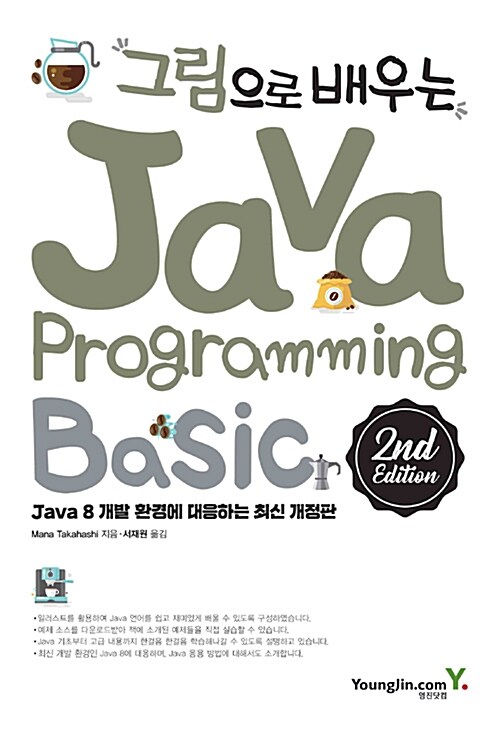 그림으로 배우는
Java
Programming
Basic
2nd
Edition
Java 8 개발 환경에 대응하는 최신 개정판
Mana Takahashi 지음·서재원 옮김
• 일러스트를 활용하여 Java 언어를 쉽고 재미있게 배울 수 있도록 구성하였습니다.
• 예제 소스를 다운로드받아 책에 소개된 예제들을 직접 실습할 수 있습니다.
• Java 기초부터 고급 내용까지 한걸음 한걸음 학습해나갈 수 있도록 설명하고 있습니다.
• 최신 개발 환경인 Java 8에 대응하며, Java 응용 방법에 대해서도 소개합니다.
YoungJin.com Y.
영진닷컴